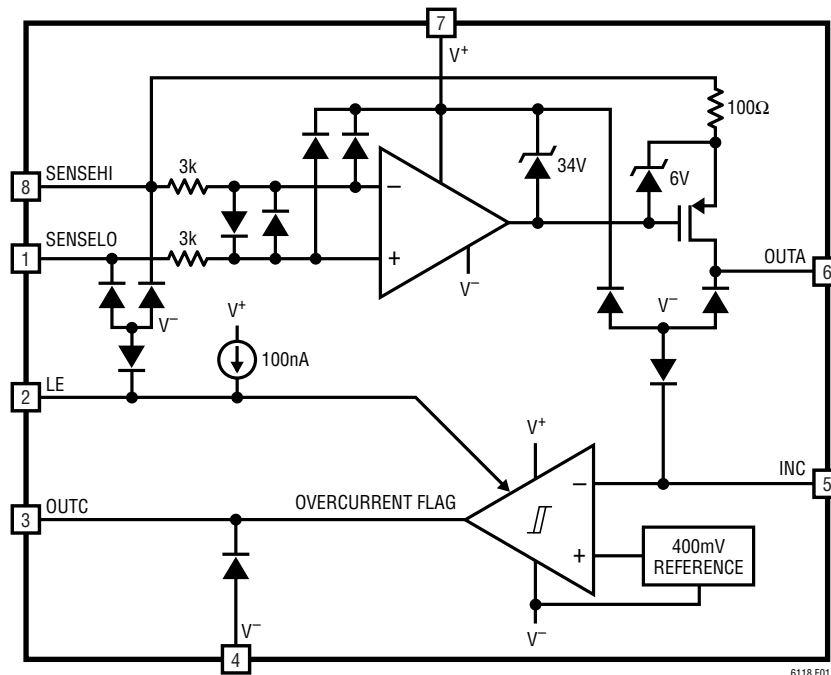 7
V+
100Ω
34V
6V
8
SENSEHI
3k
−
1
SENSELO
3k
+
V−
OUTA
6
V−
V−
V+
100nA
2
LE
V+
INC
5
−
3
OUTC
OVERCURRENT FLAG
+
400mV
REFERENCE
V−
V−
4
6118 F01